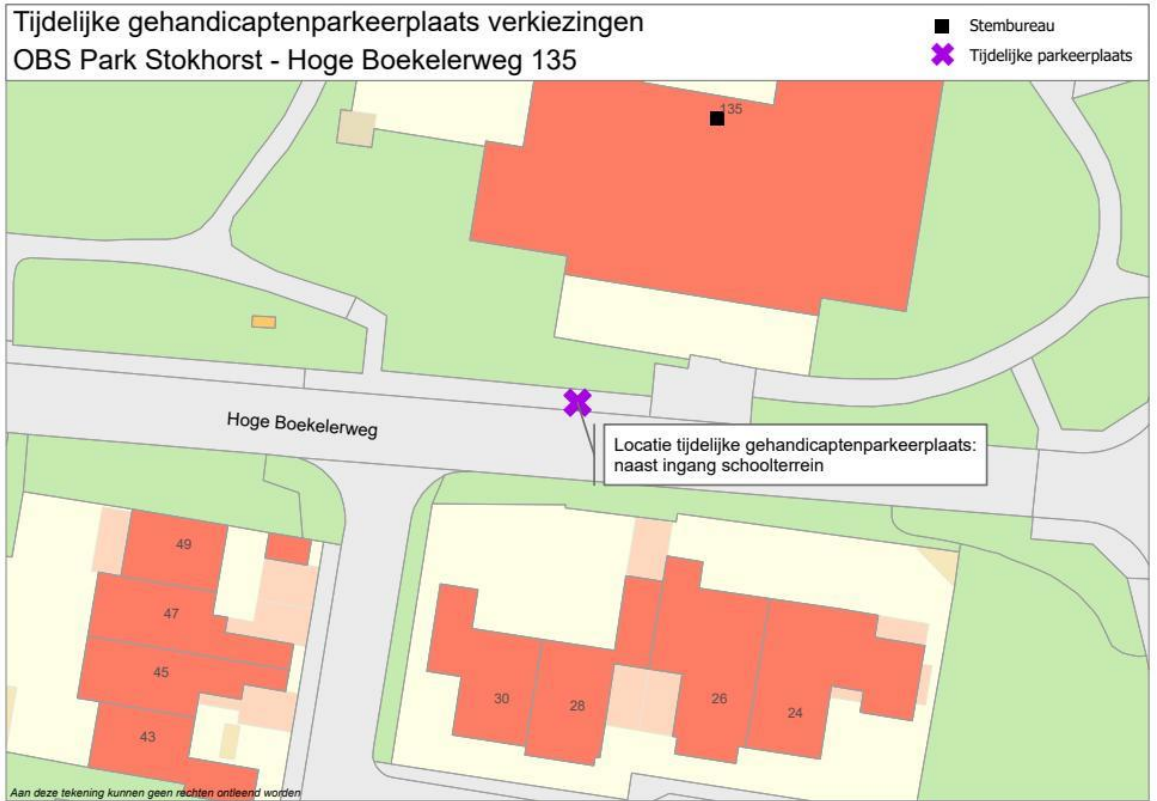 Tijdelijke gehandicaptenparkeerplaats verkiezingen
OBS Park Stokhorst - Hoge Boekelerweg 135
Stembureau
Tijdelijke parkeerplaats
135
Hoge Boekelerweg
Locatie tijdelijke gehandicaptenparkeerplaats:
naast ingang schoolterrein
49
47
45
43
30
28
26
24
Aan deze tekening kunnen geen rechten ontleend worden